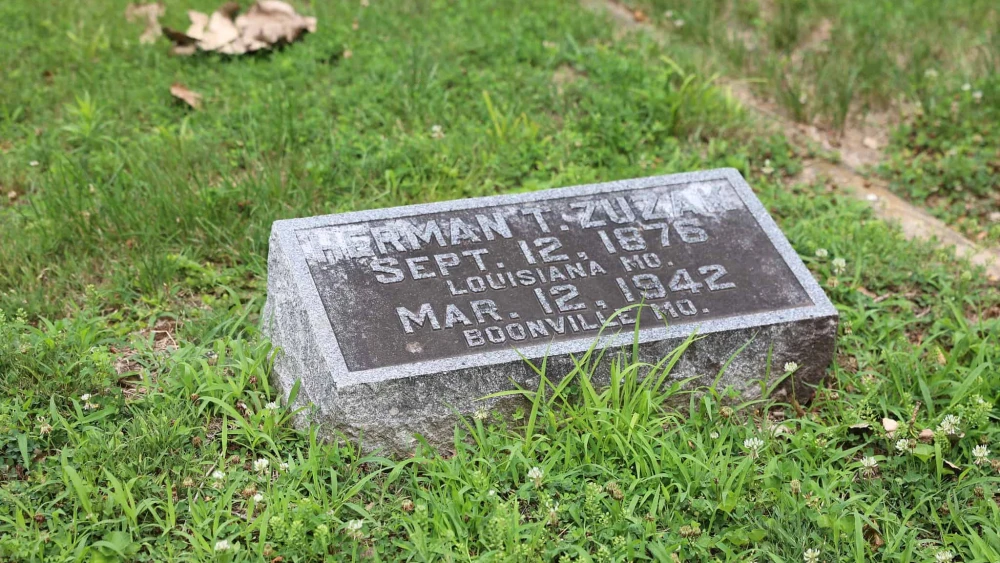 HERMAN T. ZUZAK
SEPT. 12, 1876
LOUISIANA MO.
MAR. 12, 1942
BOONVILLE MO.